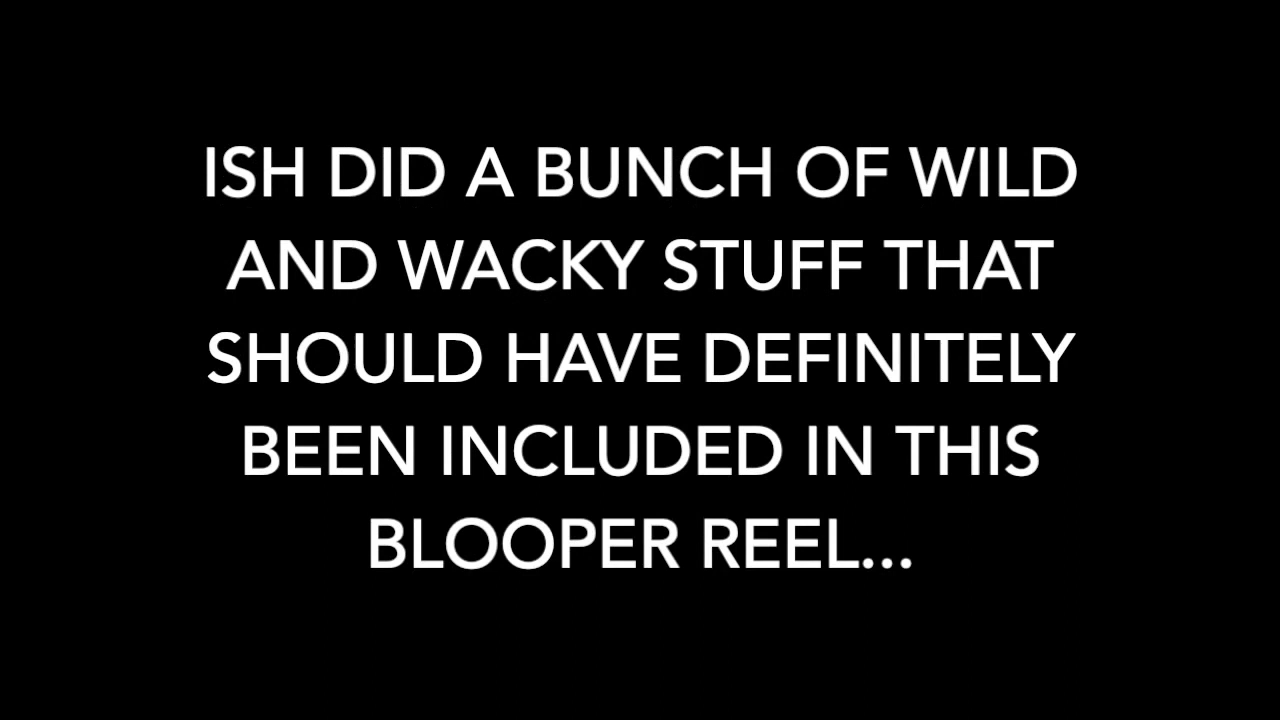 ISH DID A BUNCH OF WILD
AND WACKY STUFF THAT
SHOULD HAVE DEFINITELY
BEEN INCLUDED IN THIS
BLOOPER REEL...